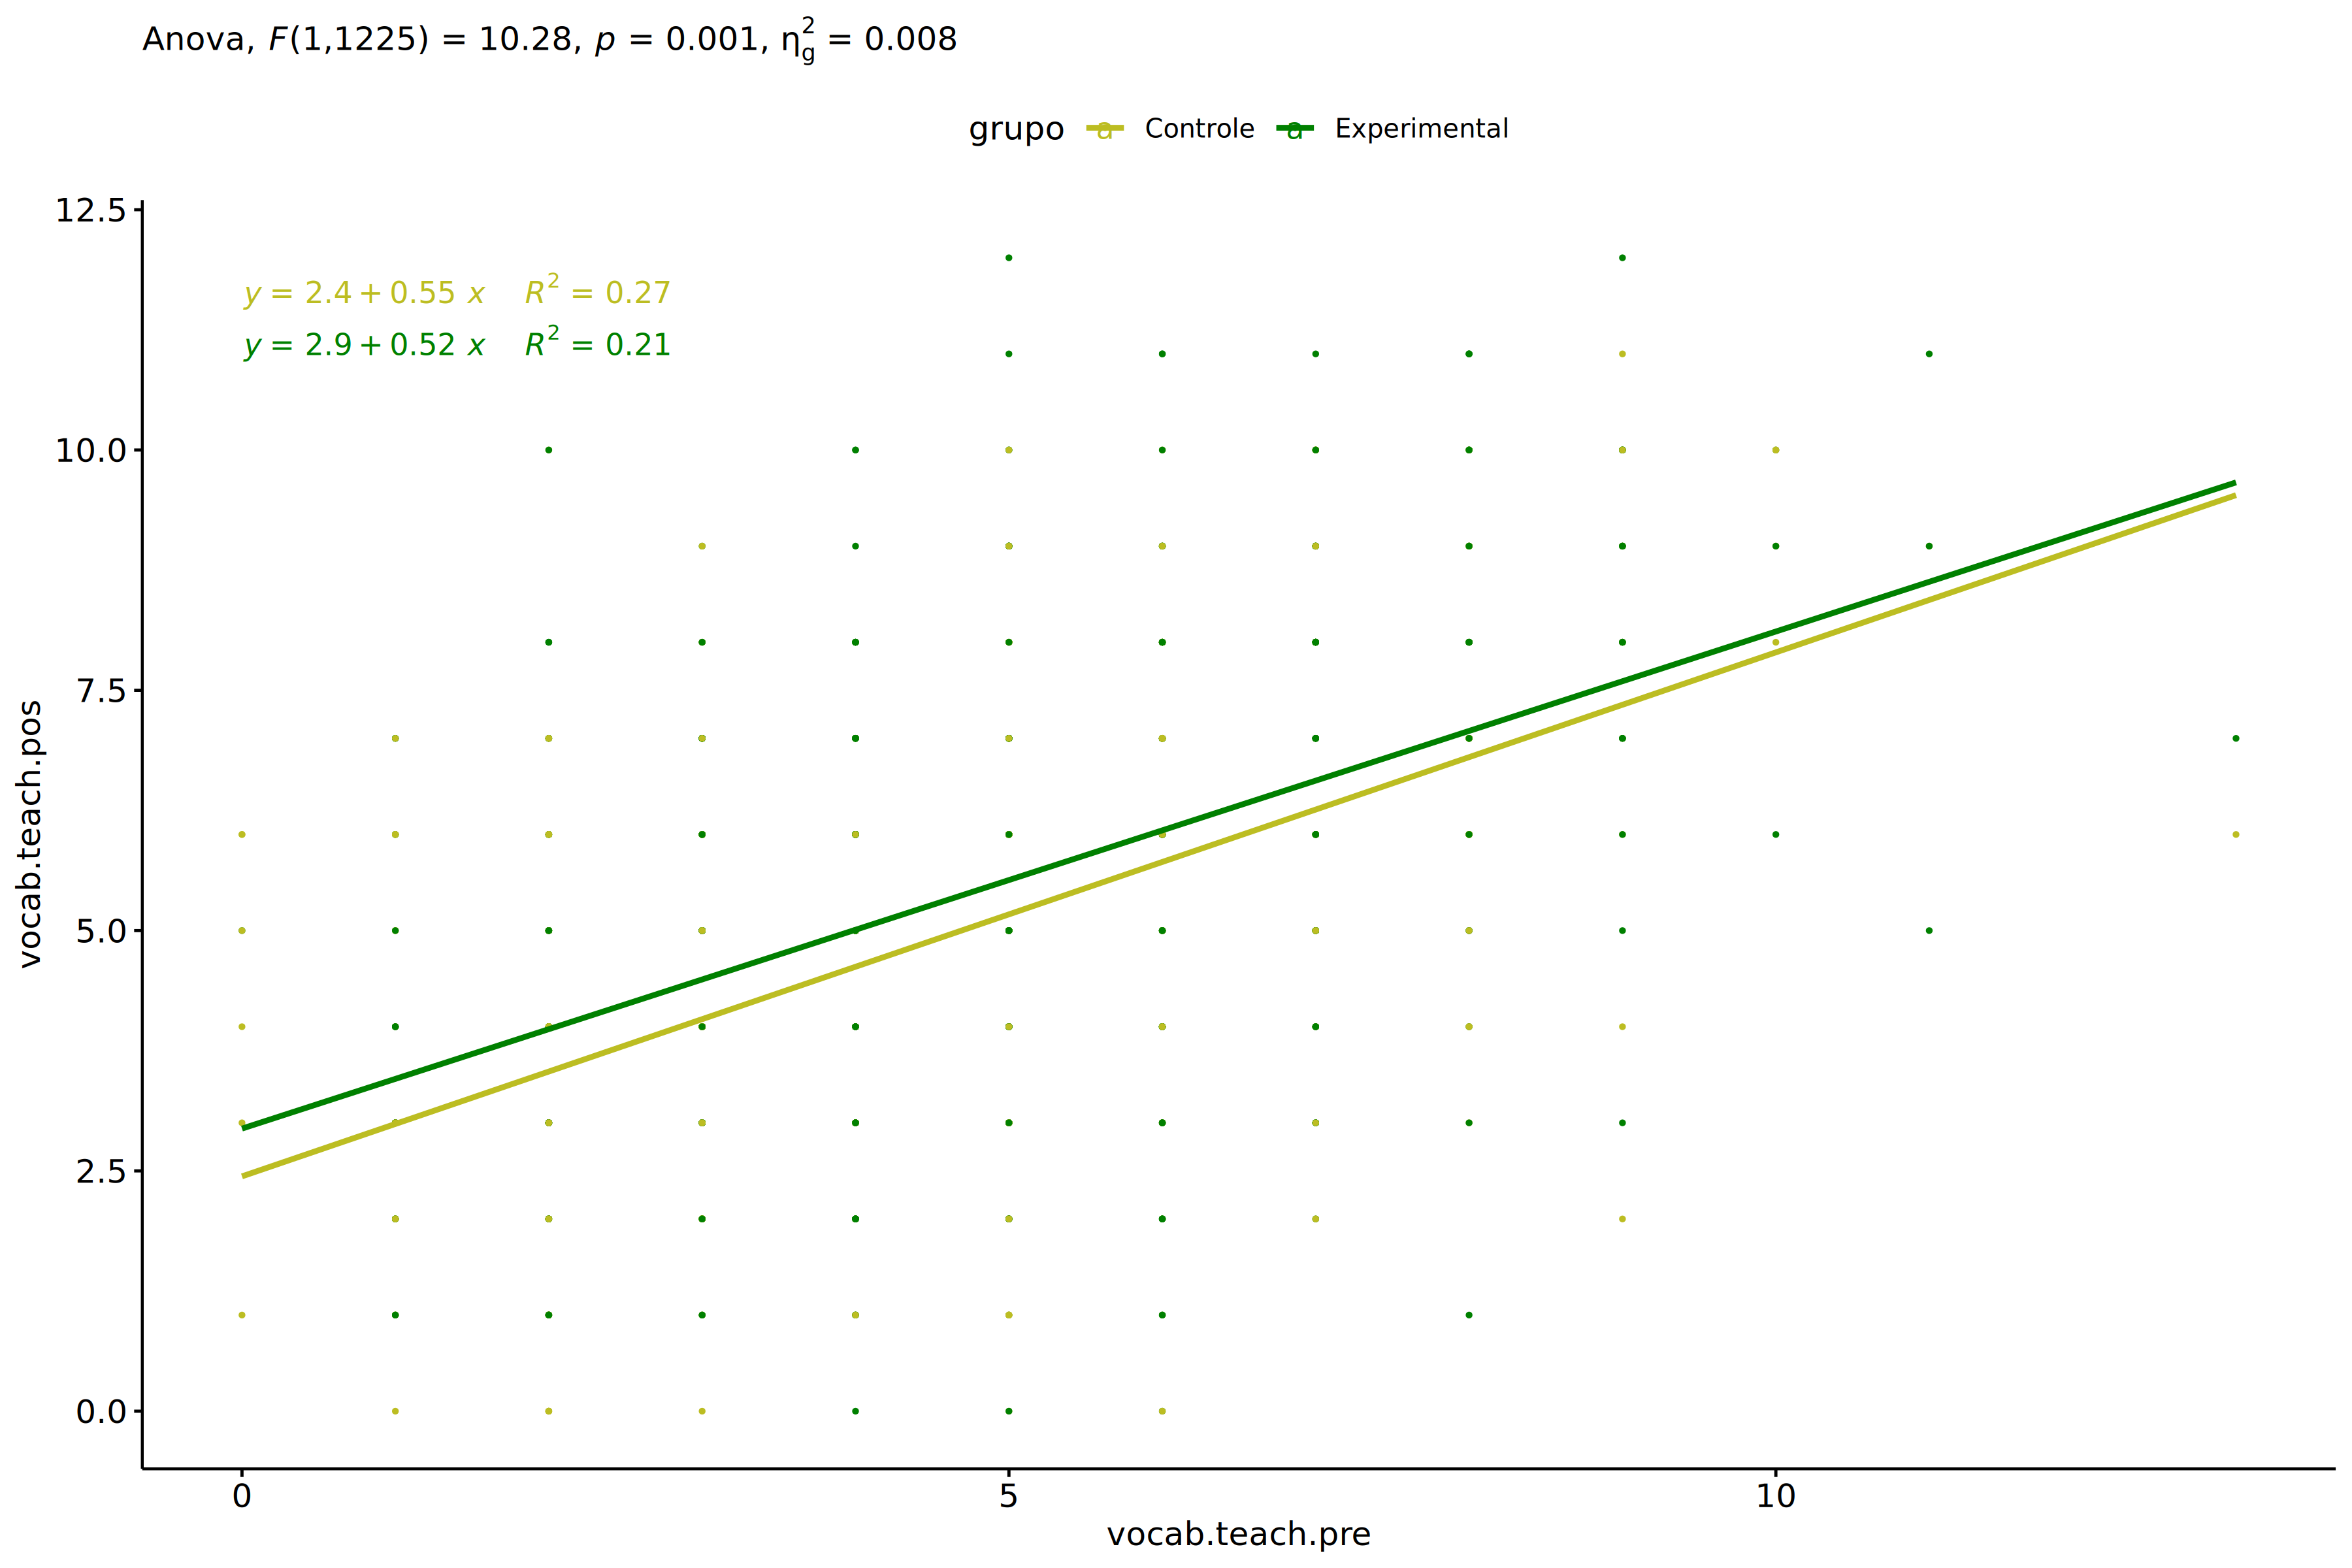 Anova, F(1,1225) = 10.28, p = 0.001, η²g = 0.008
grupo a Controle a Experimental
12.5
y = 2.4 + 0.55 x R² = 0.27
y = 2.9 + 0.52 x R² = 0.21
10.0
7.5
vocab.teach.pos
5.0
2.5
0.0
0 5 10
vocab.teach.pre